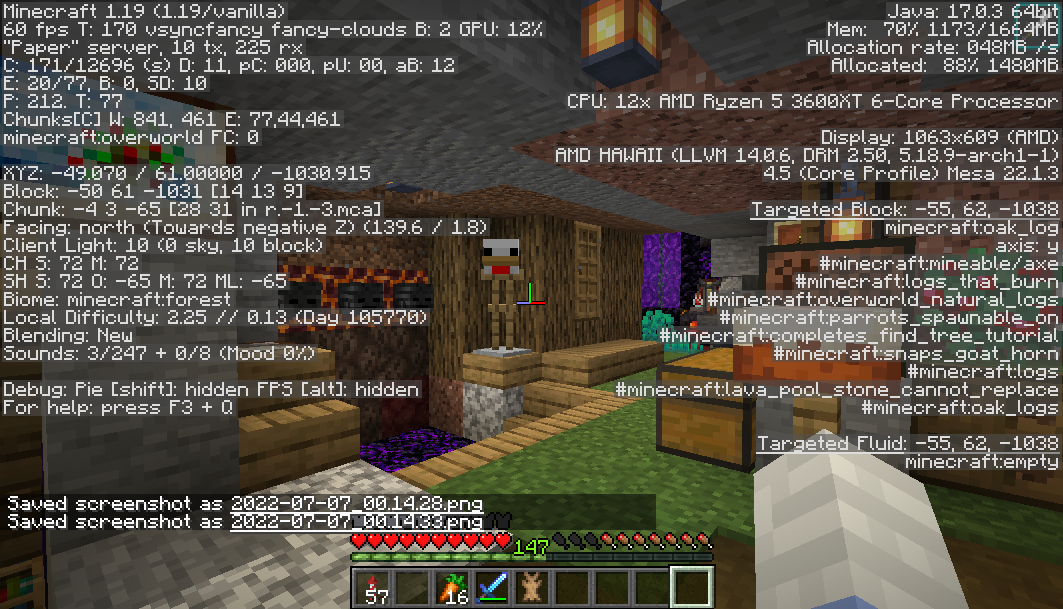 Minecraft 1.19 (1.19/vanilla)
60 fps T: 170 vsyncfancy fancy-clouds B: 2 GPU: 12%
"Paper" server, 10 tx, 225 rx
C: 171/12696 (s) D: 11, pC: 000, pU: 00, aB: 12
E: 20/77, B: 0, SD: 10
P: 212. T: 77
Chunks[C] W: 841, 461 E: 77,44,461
minecraft:overworld FC: 0
XYZ: -49.070 / 61.00000 / -1030.915
Block: -50 61 -1031 [14 13 9]
Chunk: -4 3 -65 [28 31 in r.-1.-3.mca]
Facing: north (Towards negative Z) (139.6 / 1.8)
Client Light: 10 (0 sky, 10 block)
CH S: 72 M: 72
SH S: 72 O: -65 M: 72 ML: -65
Biome: minecraft:forest
Local Difficulty: 2.25 // 0.13 (Day 105770)
Blending: New
Sounds: 3/247 + 0/8 (Mood 0%)
Debug: Pie [shift]: hidden FPS [alt]: hidden
For help: press F3 + Q
Java: 17.0.3 64bit
Mem: 70% 1173/1664MB
Allocation rate: 048MB /s
Allocated: 88% 1480MB
CPU: 12x AMD Ryzen 5 3600XT 6-Core Processor
Display: 1063x609 (AMD)
AMD HAWAII (LLVM 14.0.6, DRM 2.50, 5.18.9-arch1-1)
4.5 (Core Profile) Mesa 22.1.3
Targeted Block: -55, 62, -1038
minecraft:oak_log
axis: y
#minecraft:mineable/axe
#minecraft:logs_that_burn
#minecraft:overworld_natural_logs
#minecraft:parrots_spawnable_on
#minecraft:completes_find_tree_tutorial
#minecraft:snaps_goat_horn
#minecraft:logs
#minecraft:lava_pool_stone_cannot_replace
#minecraft:oak_logs
Targeted Fluid: -55, 62, -1038
minecraft:empty
Saved screenshot as 2022-07-07_00.14.28.png
Saved screenshot as 2022-07-07_00.14.33.png
147
57
16